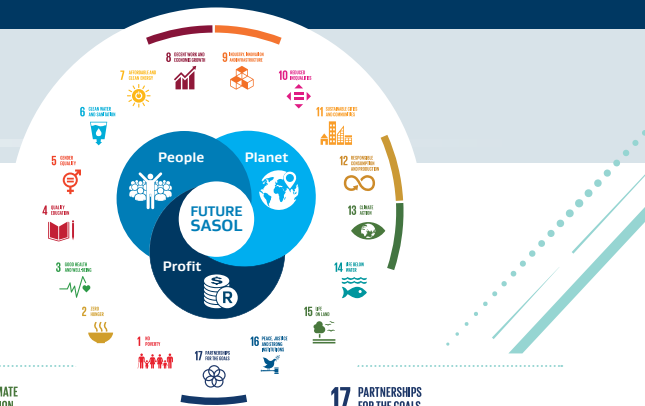 8 DECENT WORK AND
ECONOMIC GROWTH
9 INDUSTRY, INNOVATION
AND INFRASTRUCTURE
7 AFFORDABLE AND
CLEAN ENERGY
10 REDUCED
INEQUALITIES
6 CLEAN WATER
AND SANITATION
11 SUSTAINABLE CITIES
AND COMMUNITIES
5 GENDER
EQUALITY
People
Planet
12 RESPONSIBLE
CONSUMPTION
AND PRODUCTION
4 QUALITY
EDUCATION
FUTURE
SASOL
13 CLIMATE
ACTION
3 GOOD HEALTH
AND WELL-BEING
Profit
S
R
14 LIFE BELOW
WATER
2 ZERO
HUNGER
15 LIFE
ON LAND
1 NO
POVERTY
17 PARTNERSHIPS
FOR THE GOALS
16 PEACE, JUSTICE
AND STRONG
INSTITUTIONS
MATE
ION
17 PARTNERSHIPS
FOR THE GOALS